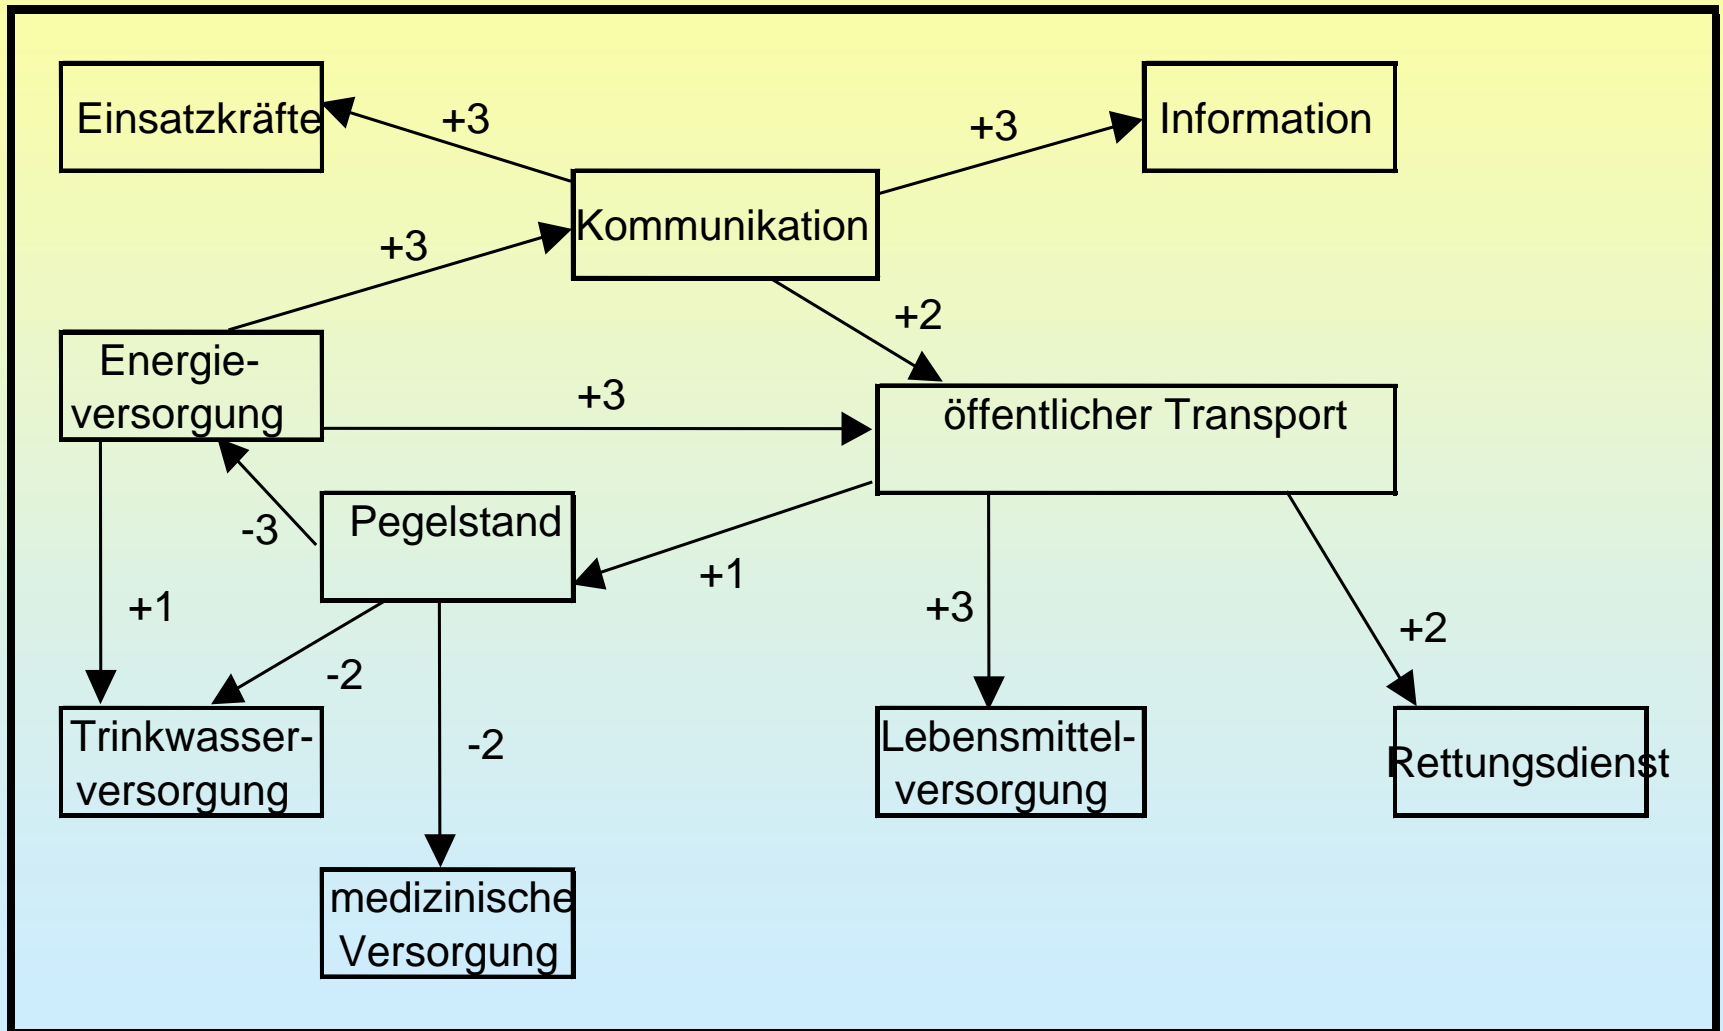 Einsatzkräfte
+3
+3
Information
Kommunikation
+3
+2
Energie-
versorgung
+3
öffentlicher Transport
-3
Pegelstand
+1
+1
+3
+2
-2
-2
Trinkwasser-
versorgung
Lebensmittel-
versorgung
Rettungsdienst
medizinische
Versorgung